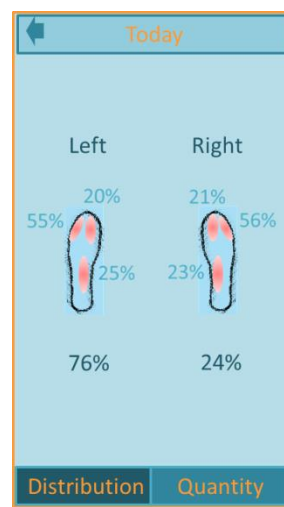 Today
Left Right
20% 21%
55% 56%
25% 23%
76% 24%
Distribution Quantity